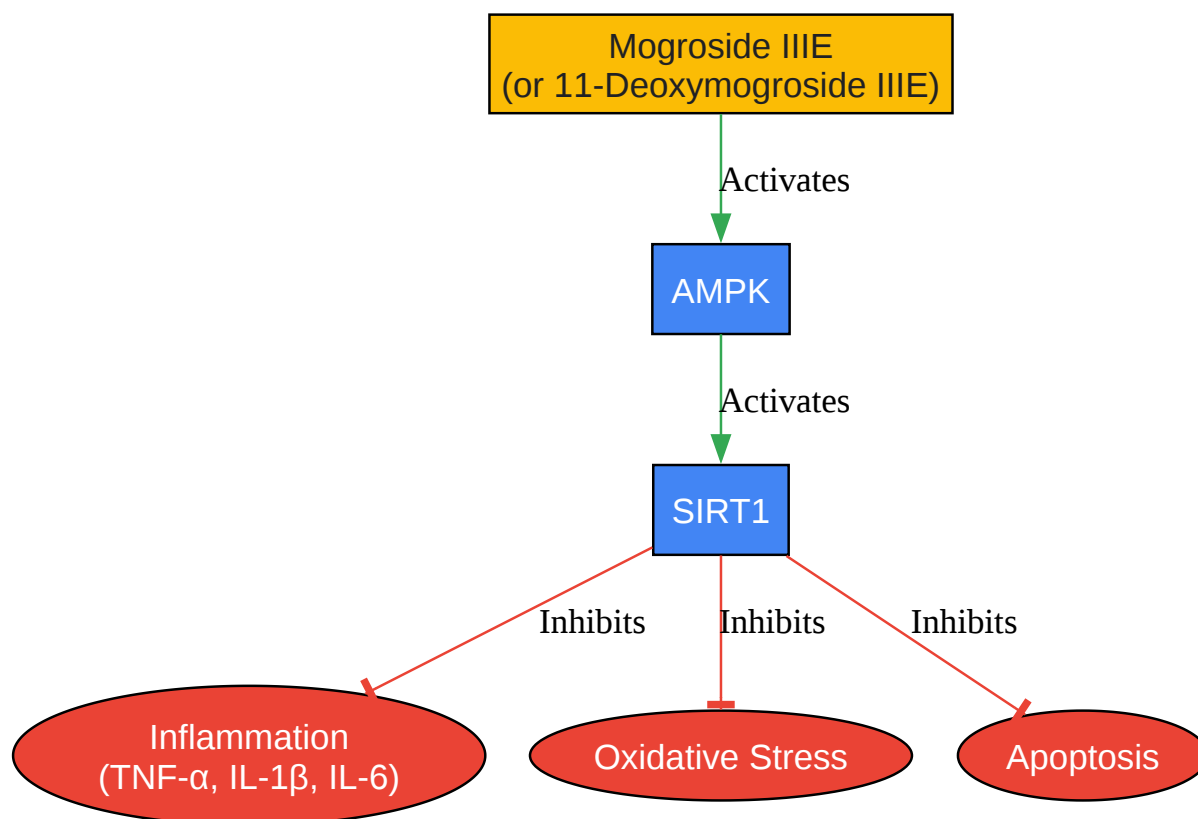 Mogroside IIIE
(or 11-Deoxymogroside IIIE)
Activates
AMPK
Activates
SIRT1
Inhibits
Inhibits
Inhibits
Inflammation
(TNF-α, IL-1β, IL-6)
Oxidative Stress
Apoptosis